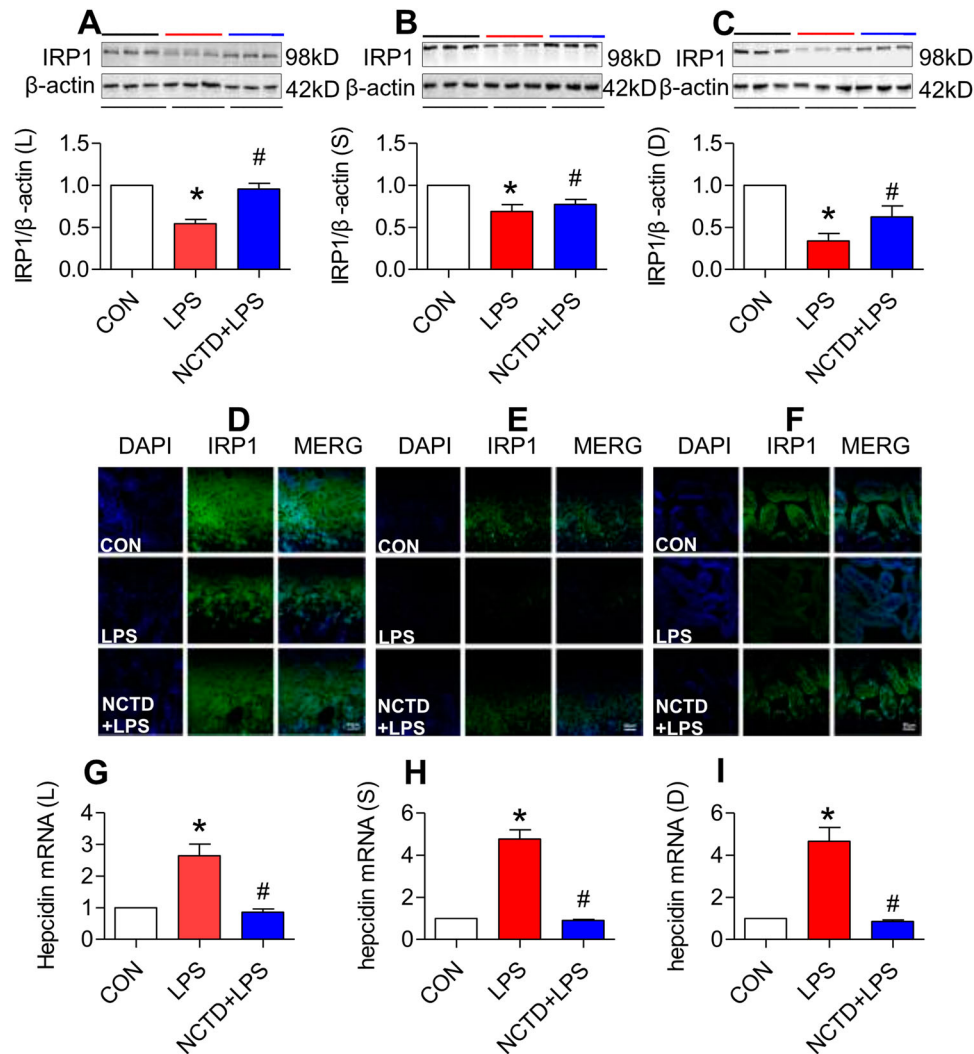 A B C
IRP1 98kD IRP1 98kD IRP1 98kD
β-actin 42kD β-actin 42kD β-actin 42kD
IRP1/β -actin (L)
1.5
1.0
0.5
0.0
*
#
CON
LPS
NCTD+LPS
IRP1/β -actin (S)
1.5
1.0
0.5
0.0
*
#
CON
LPS
NCTD+LPS
IRP1/β -actin (D)
1.5
1.0
0.5
0.0
*
#
CON
LPS
NCTD+LPS
D E F
DAPI IRP1 MERG DAPI IRP1 MERG DAPI IRP1 MERG
CON CON CON
LPS LPS LPS
NCTD NCTD NCTD
+LPS +LPS +LPS
G
Hepcidin mRNA (L)
4
3
2
1
0
*
#
CON
LPS
NCTD+LPS
H
hepcidin mRNA (S)
6
4
2
0
*
#
CON
LPS
NCTD+LPS
I
hepcidin mRNA (D)
6
4
2
0
*
#
CON
LPS
NCTD+LPS